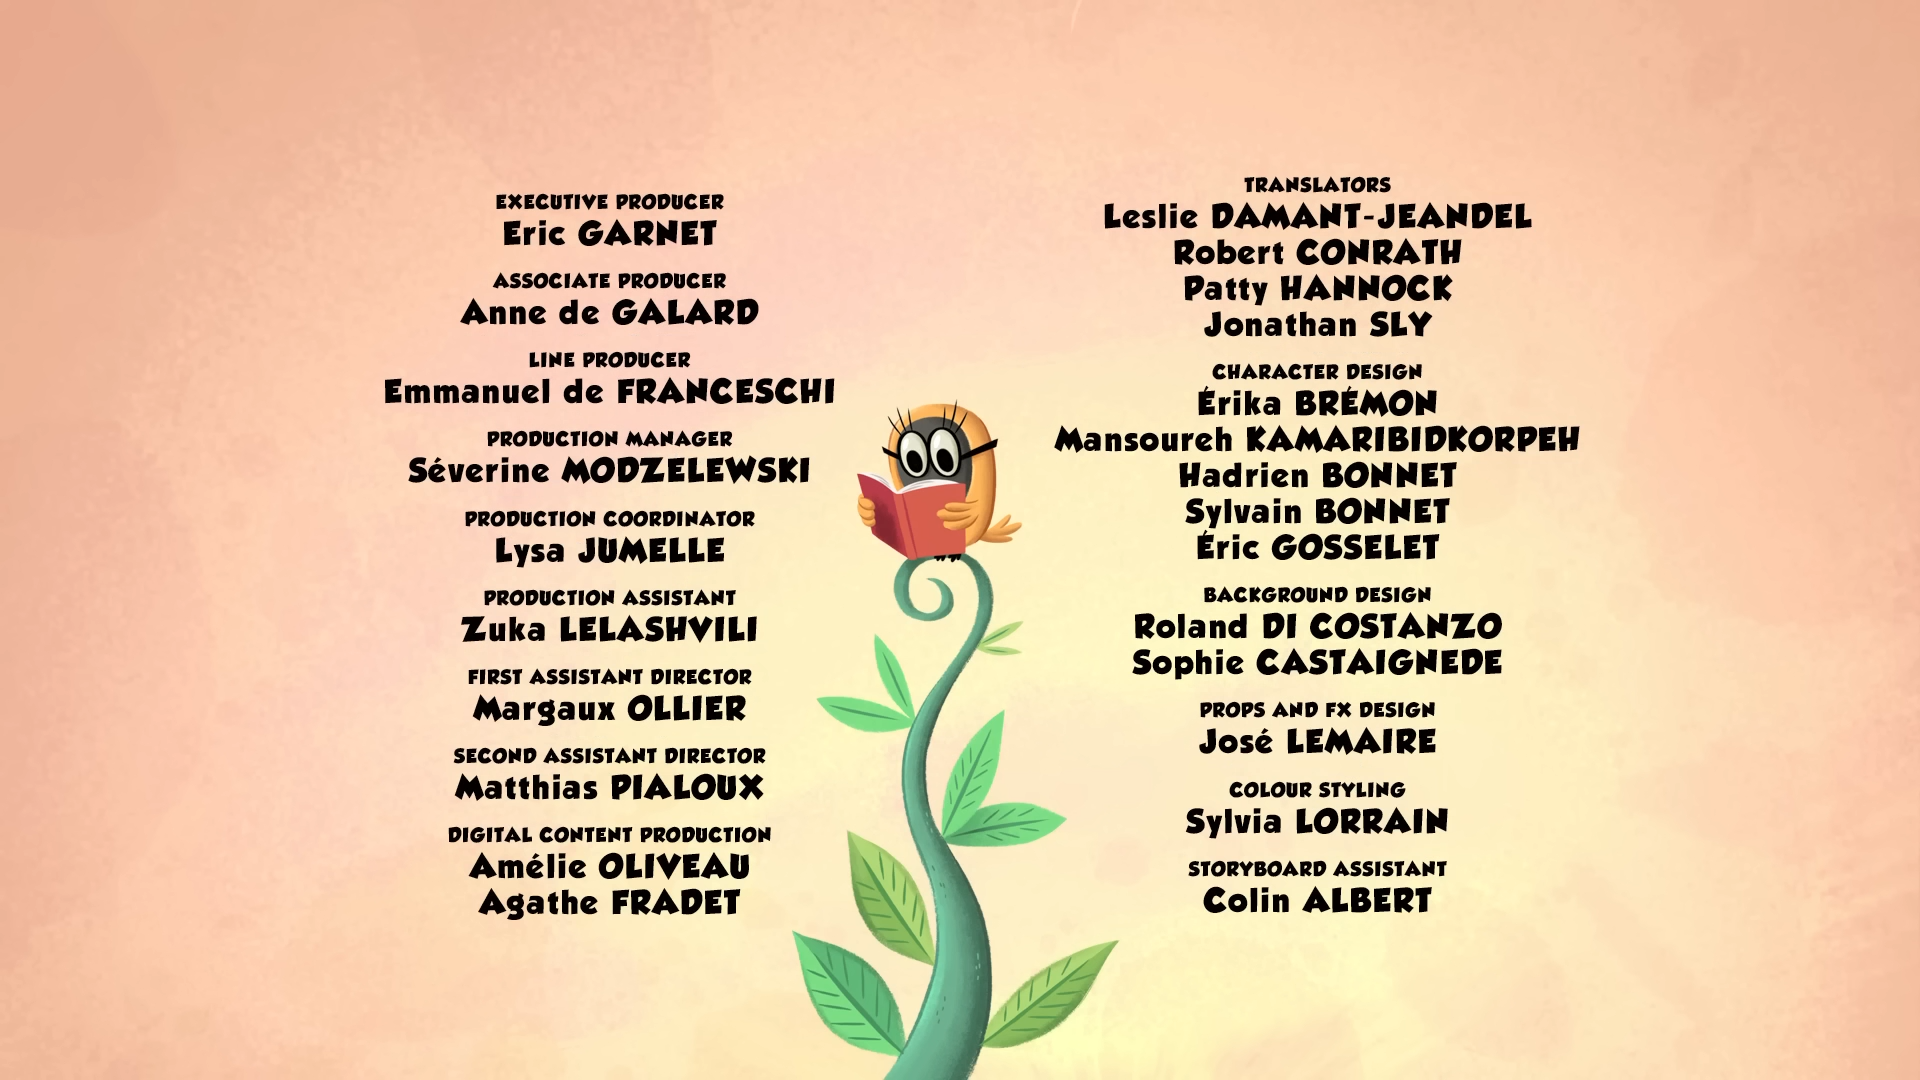 EXECUTIVE PRODUCER
Eric GARNET
ASSOCIATE PRODUCER
Anne de GALARD
LINE PRODUCER
Emmanuel de FRANCESCHI
PRODUCTION MANAGER
Séverine MODZELEWSKI
PRODUCTION COORDINATOR
Lysa JUMELLE
PRODUCTION ASSISTANT
Zuka LELASHVILI
FIRST ASSISTANT DIRECTOR
Margaux OLLIER
SECOND ASSISTANT DIRECTOR
Matthias PIALOUX
DIGITAL CONTENT PRODUCTION
Amélie OLIVEAU
Agathe FRADET
TRANSLATORS
Leslie DAMANT-JEANDEL
Robert CONRATH
Patty HANNOCK
Jonathan SLY
CHARACTER DESIGN
Érika BRÉMON
Mansoureh KAMARIBIDKORPEH
Hadrien BONNET
Sylvain BONNET
Éric GOSSELET
BACKGROUND DESIGN
Roland DI COSTANZO
Sophie CASTAIGNEDE
PROPS AND FX DESIGN
José LEMAIRE
COLOUR STYLING
Sylvia LORRAIN
STORYBOARD ASSISTANT
Colin ALBERT